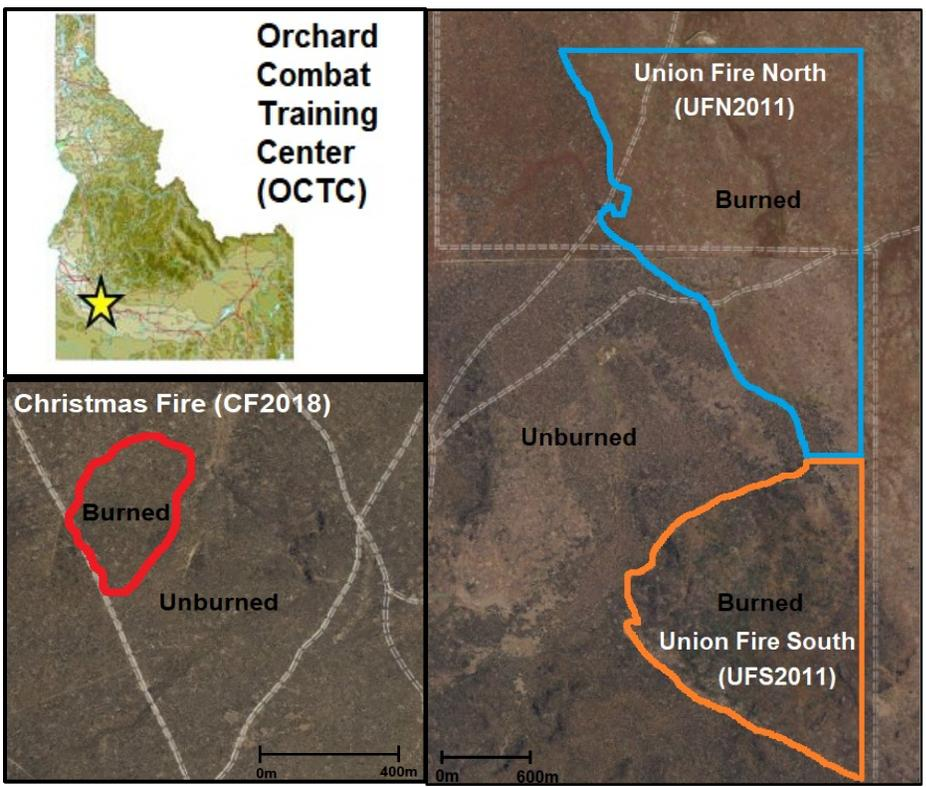 Orchard
Combat
Training
Center
(OCTC)
Christmas Fire (CF2018)
Burned
Unburned
0m
400m
Union Fire North
(UFN2011)
Burned
Unburned
Burned
Union Fire South
(UFS2011)
0m
600m